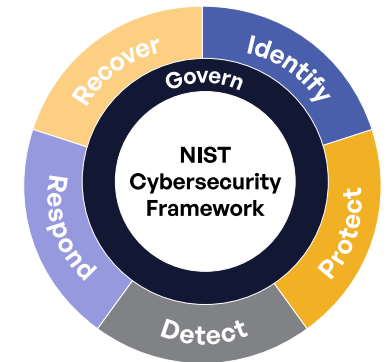 Recover
Identify
Govern
NIST
Cybersecurity
Framework
Respond
Protect
Detect